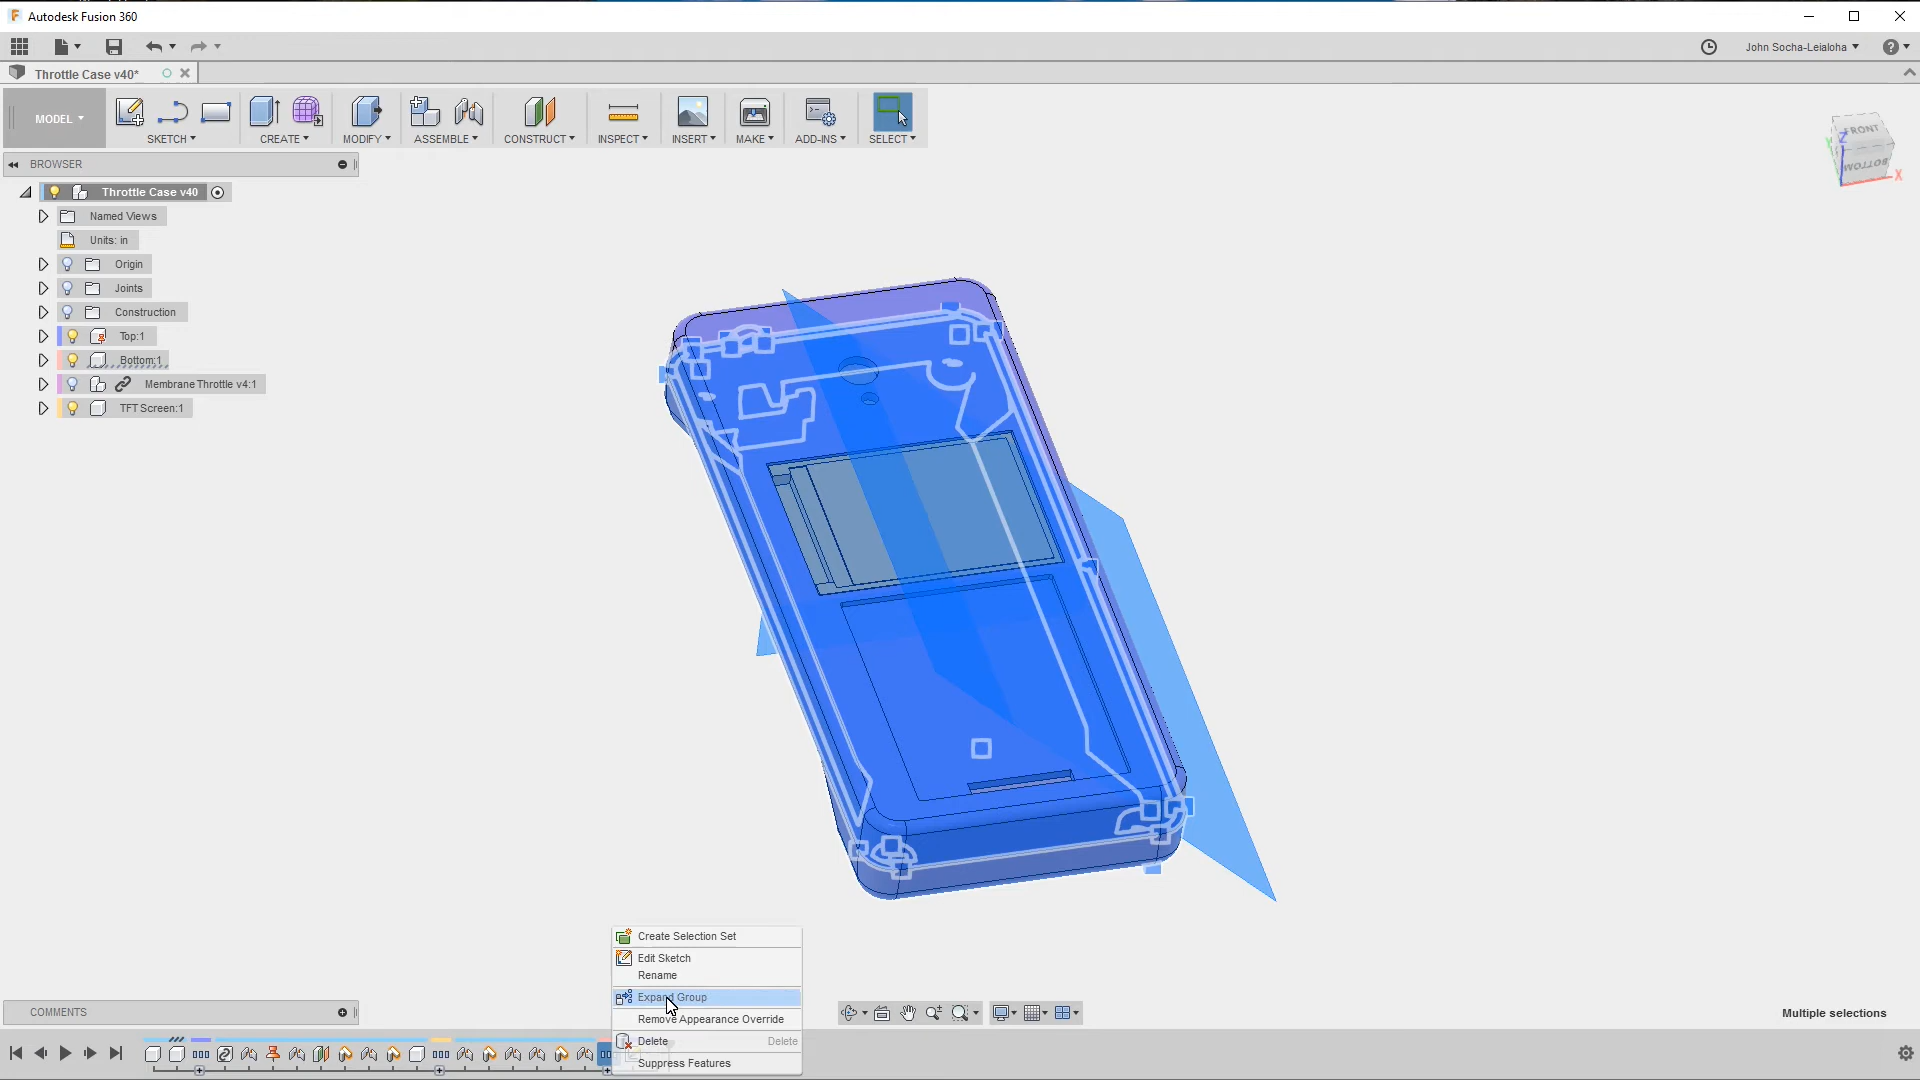 Autodesk Fusion 360
John Socha-Leialoha
Throttle Case v40*
MODEL
SKETCH
CREATE
MODIFY
ASSEMBLE
CONSTRUCT
INSPECT
INSERT
MAKE
ADD-INS
SELECT
FRONT
BOTTOM
Z
Y
X
BROWSER
Throttle Case v40
Named Views
Units: in
Origin
Joints
Construction
Top:1
Bottom:1
Membrane Throttle v4:1
TFT Screen:1
Create Selection Set
Edit Sketch
Rename
Expand Group
Remove Appearance Override
Delete Delete
Suppress Features
COMMENTS
Multiple selections